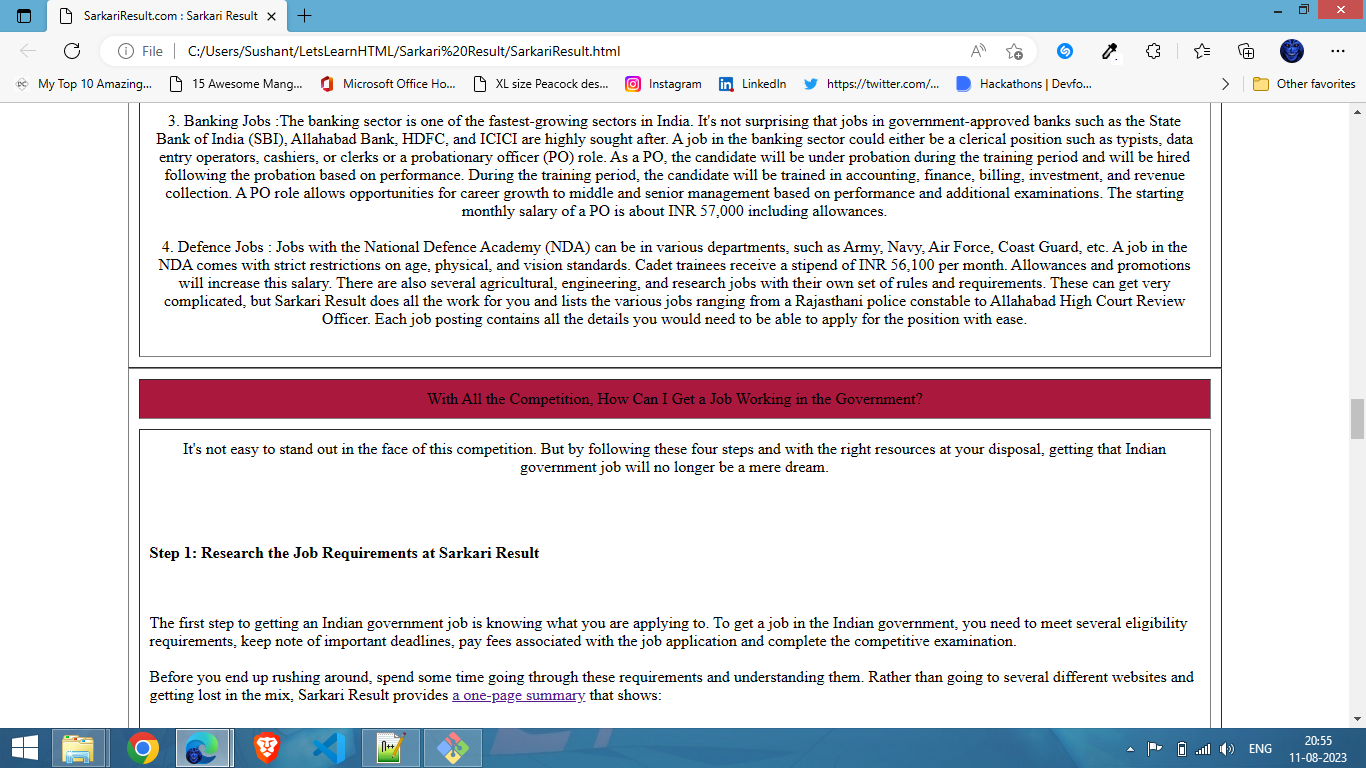 SarkariResult.com : Sarkari Result
File
C:/Users/Sushant/LetsLearnHTML/Sarkari%20Result/SarkariResult.html
My Top 10 Amazing...
15 Awesome Mang...
Microsoft Office Ho...
XL size Peacock des...
Instagram
LinkedIn
https://twitter.com/...
Hackathons | Devfo...
Other favorites
3. Banking Jobs :The banking sector is one of the fastest-growing sectors in India. It's not surprising that jobs in government-approved banks such as the State
Bank of India (SBI), Allahabad Bank, HDFC, and ICICI are highly sought after. A job in the banking sector could either be a clerical position such as typists, data
entry operators, cashiers, or clerks or a probationary officer (PO) role. As a PO, the candidate will be under probation during the training period and will be hired
following the probation based on performance. During the training period, the candidate will be trained in accounting, finance, billing, investment, and revenue
collection. A PO role allows opportunities for career growth to middle and senior management based on performance and additional examinations. The starting
monthly salary of a PO is about INR 57,000 including allowances.
4. Defence Jobs : Jobs with the National Defence Academy (NDA) can be in various departments, such as Army, Navy, Air Force, Coast Guard, etc. A job in the
NDA comes with strict restrictions on age, physical, and vision standards. Cadet trainees receive a stipend of INR 56,100 per month. Allowances and promotions
will increase this salary. There are also several agricultural, engineering, and research jobs with their own set of rules and requirements. These can get very
complicated, but Sarkari Result does all the work for you and lists the various jobs ranging from a Rajasthani police constable to Allahabad High Court Review
Officer. Each job posting contains all the details you would need to be able to apply for the position with ease.
With All the Competition, How Can I Get a Job Working in the Government?
It's not easy to stand out in the face of this competition. But by following these four steps and with the right resources at your disposal, getting that Indian
government job will no longer be a mere dream.
Step 1: Research the Job Requirements at Sarkari Result
The first step to getting an Indian government job is knowing what you are applying to. To get a job in the Indian government, you need to meet several eligibility
requirements, keep note of important deadlines, pay fees associated with the job application and complete the competitive examination.
Before you end up rushing around, spend some time going through these requirements and understanding them. Rather than going to several different websites and
getting lost in the mix, Sarkari Result provides a one-page summary that shows:
ENG
20:55
11-08-2023